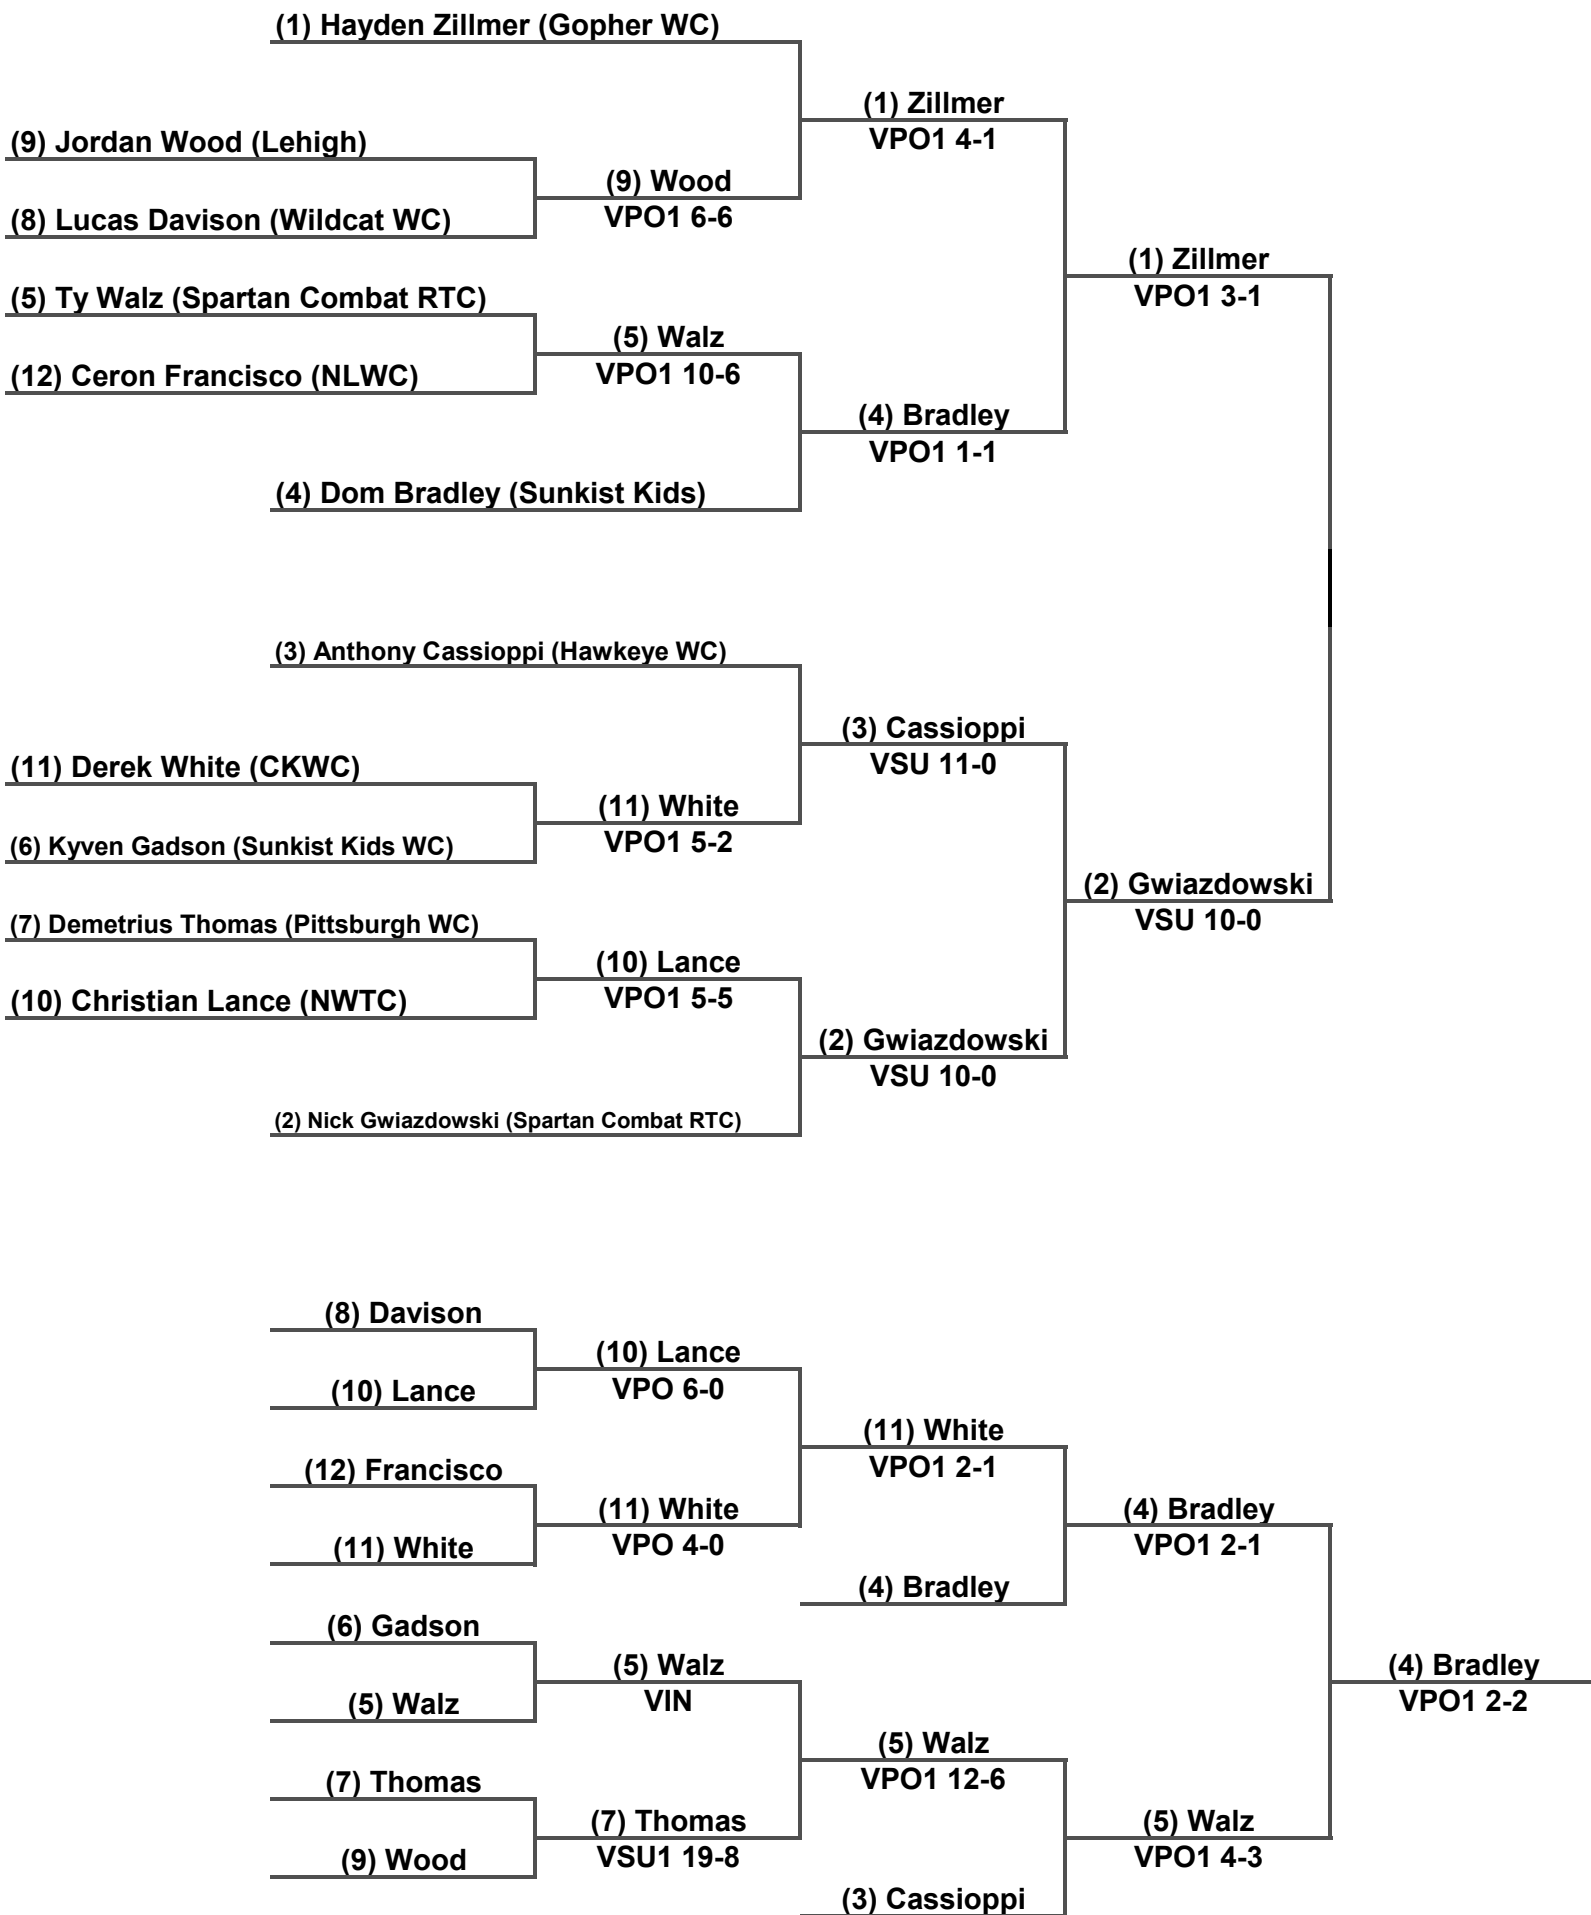 (1) Hayden Zillmer (Gopher WC)
(1) Zillmer
VPO1 4-1
(9) Jordan Wood (Lehigh)
(9) Wood
VPO1 6-6
(8) Lucas Davison (Wildcat WC)
(1) Zillmer
VPO1 3-1
(5) Ty Walz (Spartan Combat RTC)
(5) Walz
VPO1 10-6
(12) Ceron Francisco (NLWC)
(4) Bradley
VPO1 1-1
(4) Dom Bradley (Sunkist Kids)
(3) Anthony Cassioppi (Hawkeye WC)
(3) Cassioppi
VSU 11-0
(11) Derek White (CKWC)
(11) White
VPO1 5-2
(6) Kyven Gadson (Sunkist Kids WC)
(2) Gwiazdowski
VSU 10-0
(7) Demetrius Thomas (Pittsburgh WC)
(10) Lance
VPO1 5-5
(10) Christian Lance (NWTC)
(2) Gwiazdowski
VSU 10-0
(2) Nick Gwiazdowski (Spartan Combat RTC)
(8) Davison
(10) Lance
VPO 6-0
(10) Lance
(11) White
VPO1 2-1
(12) Francisco
(11) White
VPO 4-0
(4) Bradley
VPO1 2-1
(11) White
(4) Bradley
(6) Gadson
(5) Walz
VIN
(4) Bradley
VPO1 2-2
(5) Walz
(5) Walz
VPO1 12-6
(7) Thomas
(7) Thomas
VSU1 19-8
(5) Walz
VPO1 4-3
(9) Wood
(3) Cassioppi